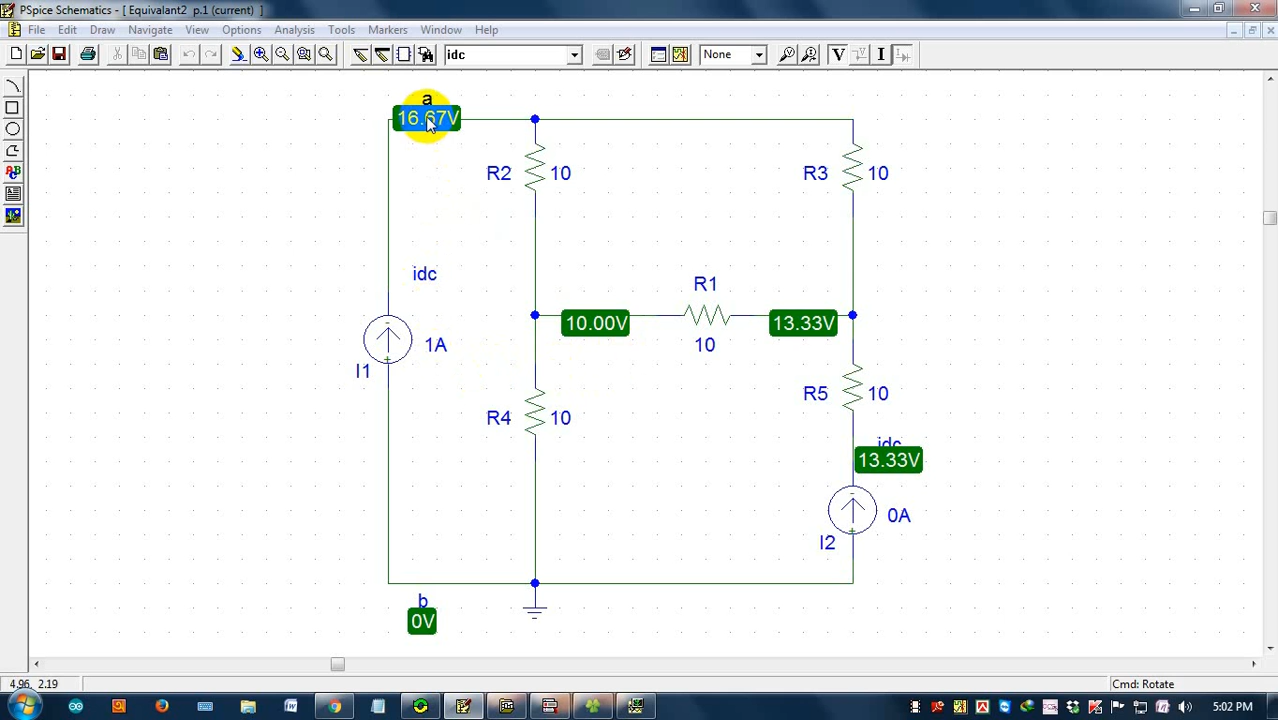 PSpice Schematics - [ Equivalant2 p.1 (current) ]
File Edit Draw Navigate View Options Analysis Tools Markers Window Help
idc None V I
a
16.67V
R2 10 R3 10
idc
R1
10.00V 13.33V
1A 10
I1
R5 10
R4 10
idc
13.33V
0A
I2
b
0V
4.96, 2.19 Cmd: Rotate
5:02 PM